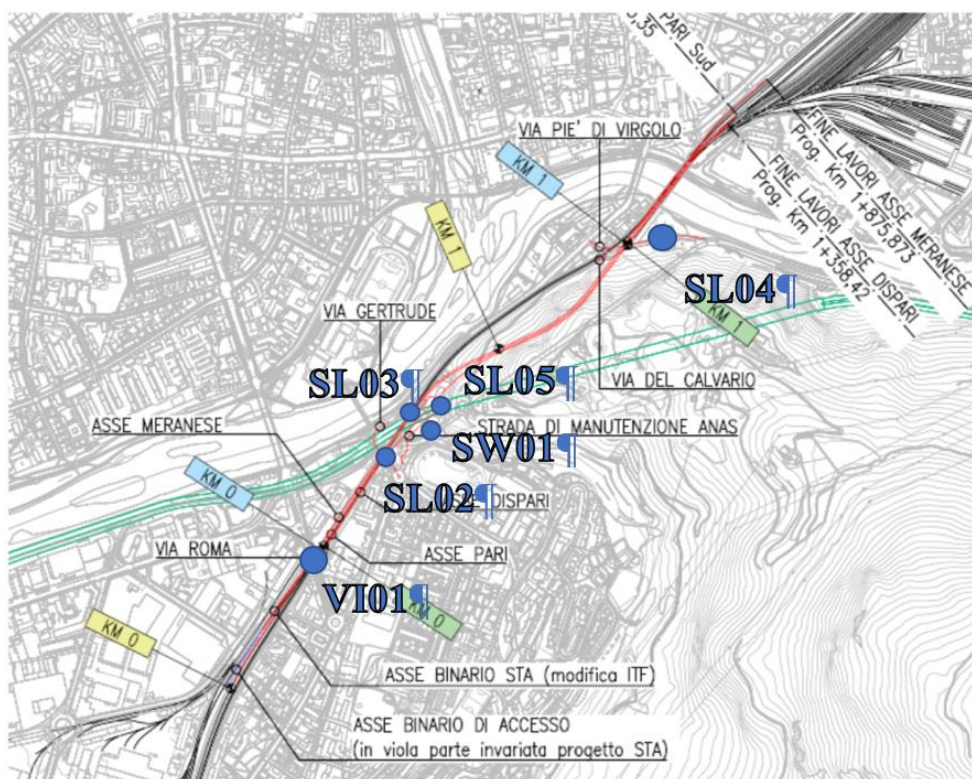 PARI Sud
5,35
VIA PIE' DI VIRGOLO
FINE LAVORI ASSE MERANESE
Prog. Km 1+875,873
FINE LAVORI ASSE DISPARI
Prog. Km 1+358,42
KM 1
KM 1
SL04¶
KM 1
VIA GERTRUDE
VIA DEL CALVARIO
SL03¶
SL05¶
ASSE MERANESE
STRADA DI MANUTENZIONE ANAS
SW01¶
KM 0
SL02¶
DISPARI
VIA ROMA
ASSE PARI
VI01¶
KM 0
KM 0
ASSE BINARIO STA (modifica ITF)
ASSE BINARIO DI ACCESSO
(in viola parte invariata progetto STA)